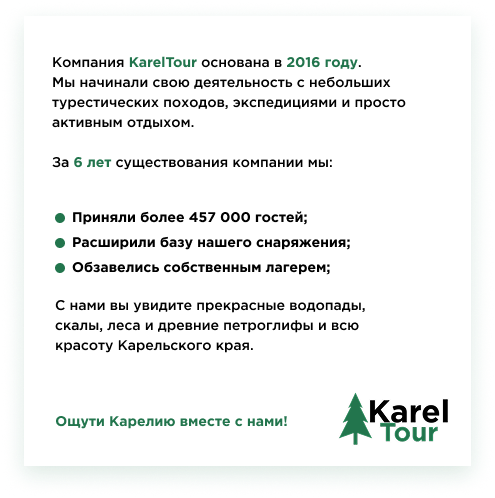 Компания KarelTour основана в 2016 году.
Мы начинали свою деятельность с небольших
турестических походов, экспедициями и просто
активным отдыхом.
За 6 лет существования компании мы:
Приняли более 457 000 гостей;
Расширили базу нашего снаряжения;
Обзавелись собственным лагерем;
С нами вы увидите прекрасные водопады,
скалы, леса и древние петроглифы и всю
красоту Карельского края.
Ощути Карелию вместе с нами!
Karel
Tour